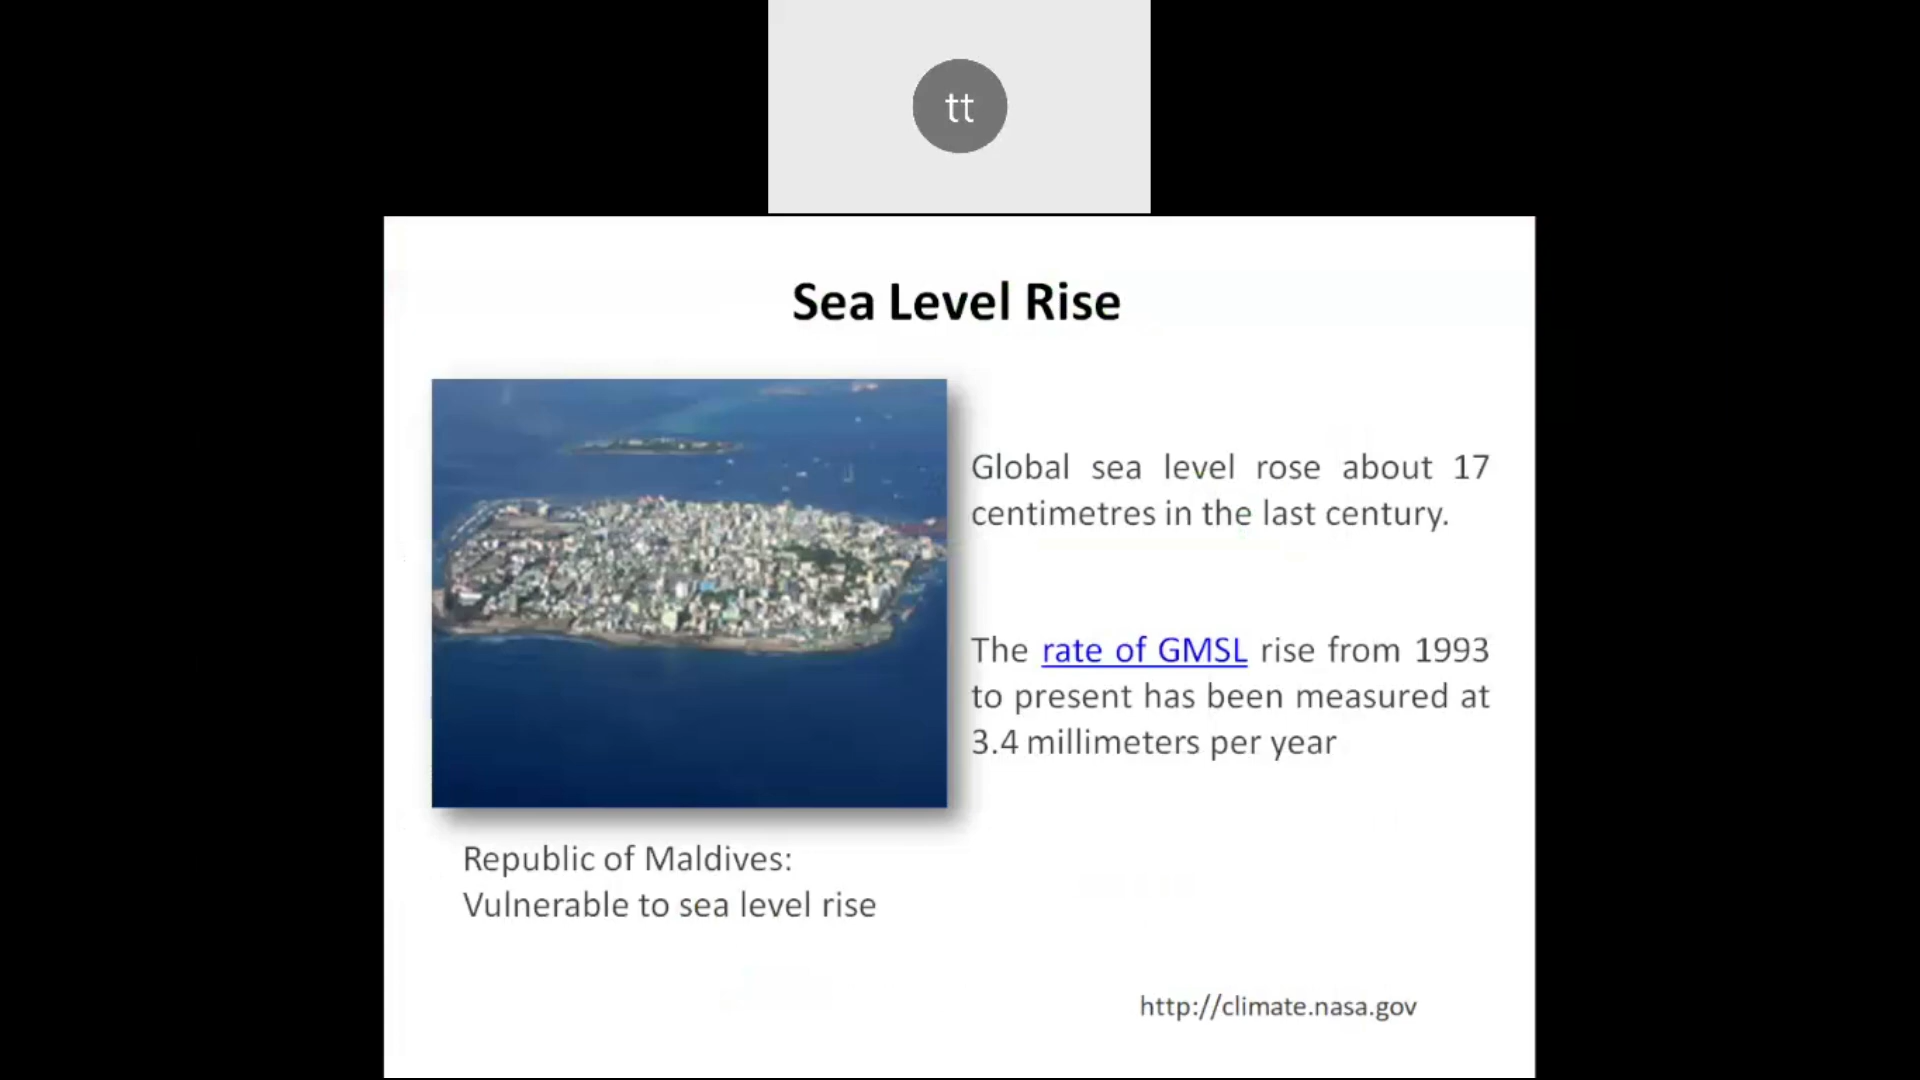 tt
Sea Level Rise
Global sea level rose about 17
centimetres in the last century.
The rate of GMSL rise from 1993
to present has been measured at
3.4 millimeters per year
Republic of Maldives:
Vulnerable to sea level rise
http://climate.nasa.gov